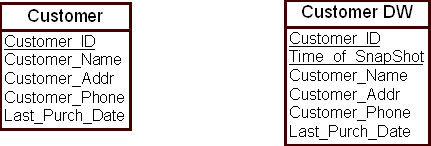 Customer
Customer_ID
Customer_Name
Customer_Addr
Customer_Phone
Last_Purch_Date
Customer DW
Customer_ID
Time_of_SnapShot
Customer_Name
Customer_Addr
Customer_Phone
Last_Purch_Date